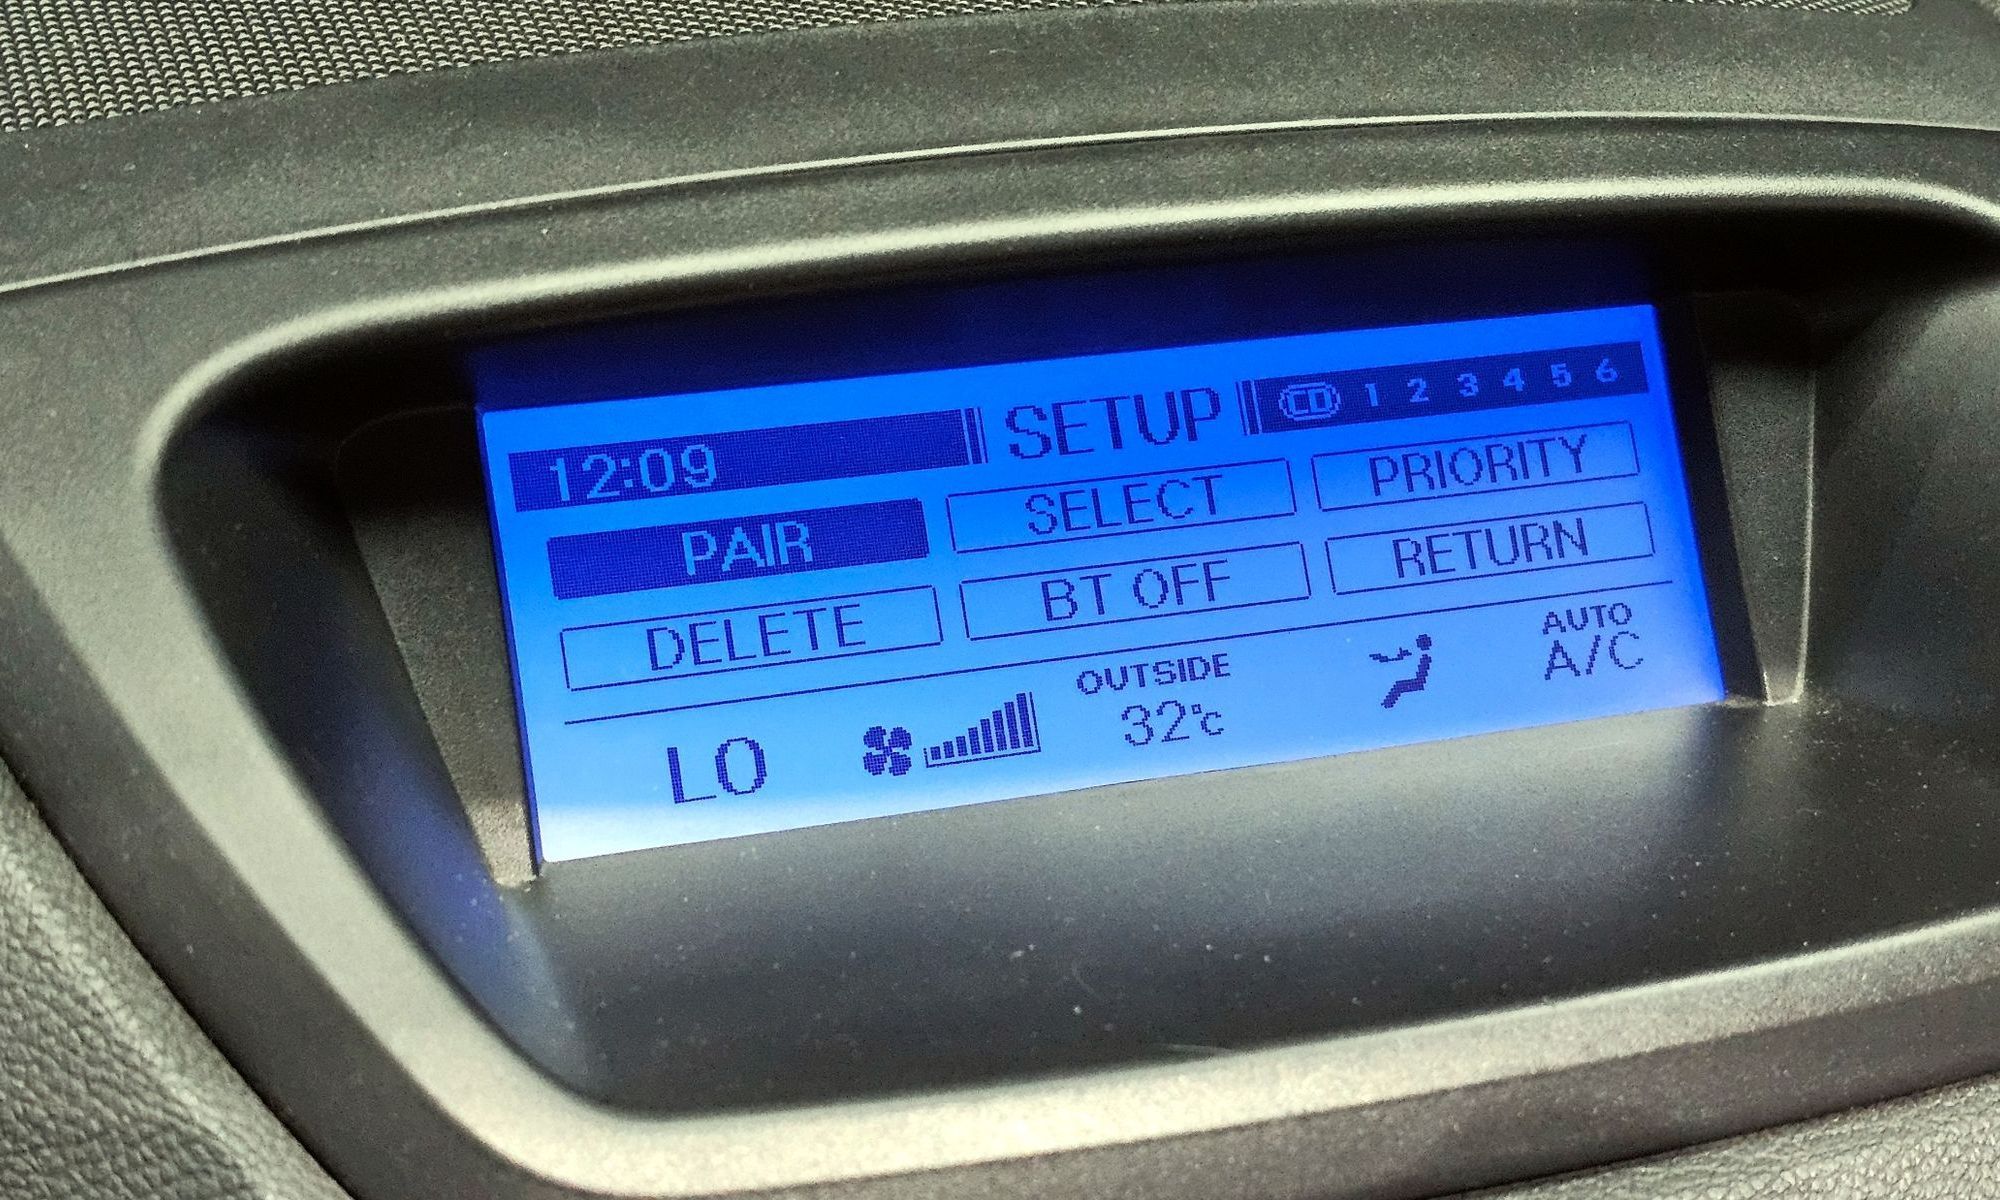 12:09 SETUP CD 1 2 3 4 5 6
PAIR SELECT PRIORITY
DELETE BT OFF RETURN
LO OUTSIDE AUTO
32°C A/C